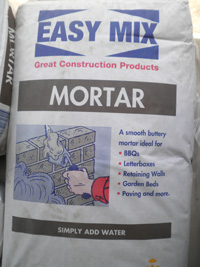 EASY MIX
Great Construction Products
MORTAR
MORTAR
A smooth buttery
mortar ideal for
• BBQs
• Letterboxes
• Retaining Walls
• Garden Beds
• Paving and more.
SIMPLY ADD WATER